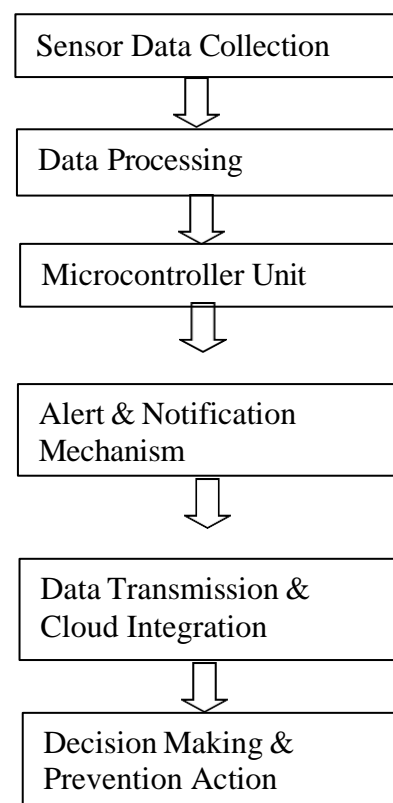 Sensor Data Collection
Data Processing
Microcontroller Unit
Alert & Notification
Mechanism
Data Transmission &
Cloud Integration
Decision Making &
Prevention Action